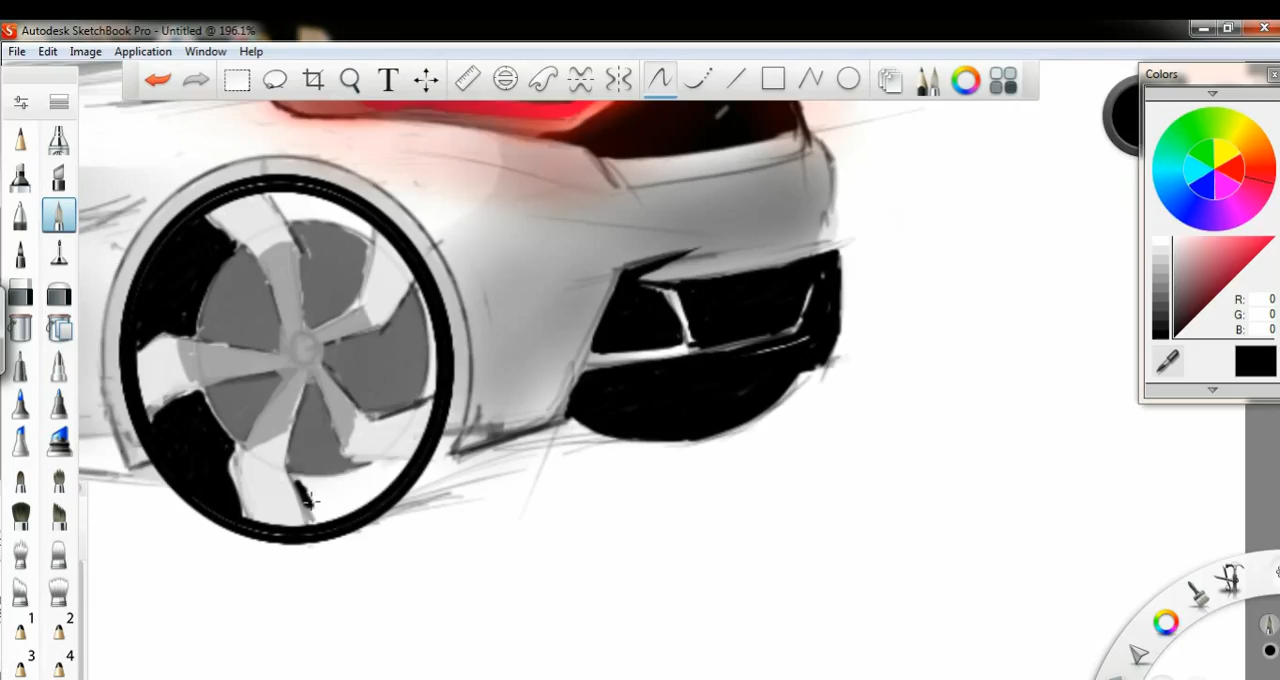 Autodesk SketchBook Pro - Untitled @ 196.1%
File Edit Image Application Window Help
T
Colors
R: 0
G: 0
B: 0
1 2
3 4